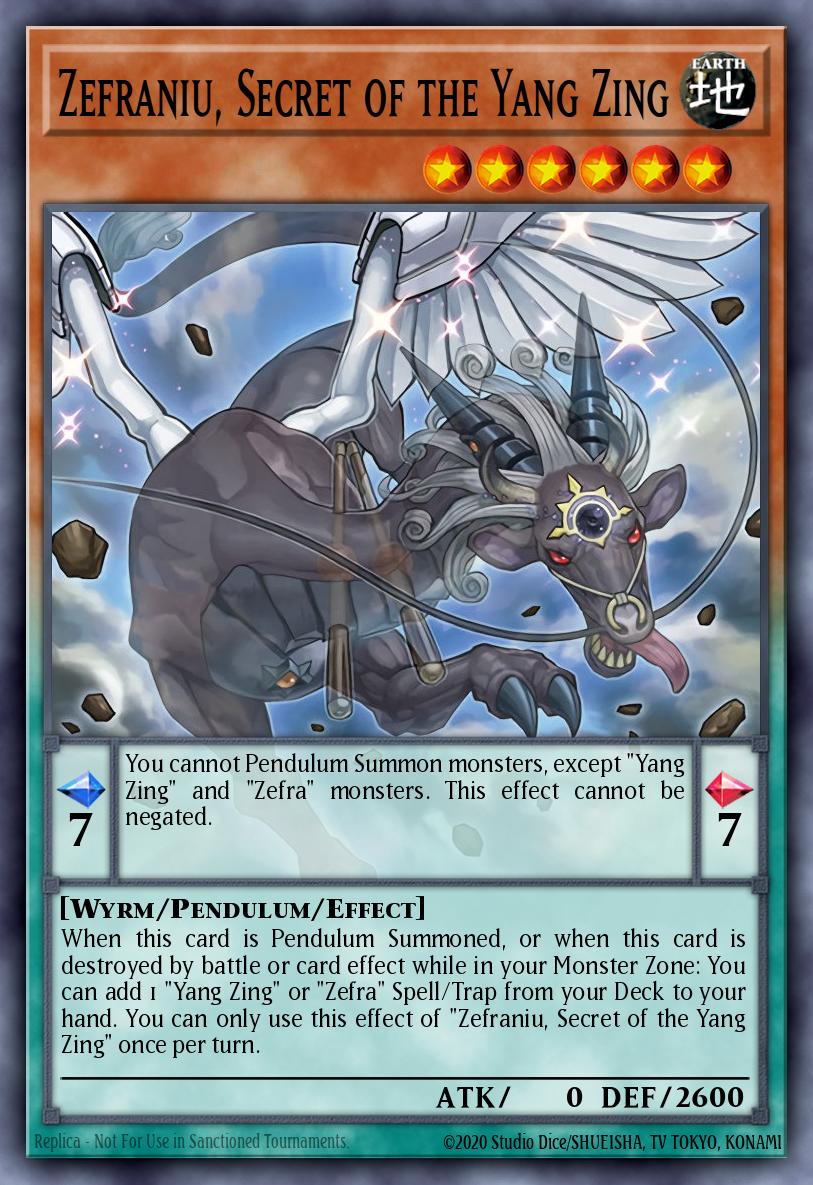 Zefraniu, Secret of the Yang Zing
EARTH
地
You cannot Pendulum Summon monsters, except "Yang
Zing" and "Zefra" monsters. This effect cannot be
negated.
7
7
[Wyrm/Pendulum/Effect]
When this card is Pendulum Summoned, or when this card is
destroyed by battle or card effect while in your Monster Zone: You
can add 1 "Yang Zing" or "Zefra" Spell/Trap from your Deck to your
hand. You can only use this effect of "Zefraniu, Secret of the Yang
Zing" once per turn.
ATK/ 0 DEF/2600
Replica - Not For Use in Sanctioned Tournaments.
©2020 Studio Dice/SHUEISHA, TV TOKYO, KONAMI